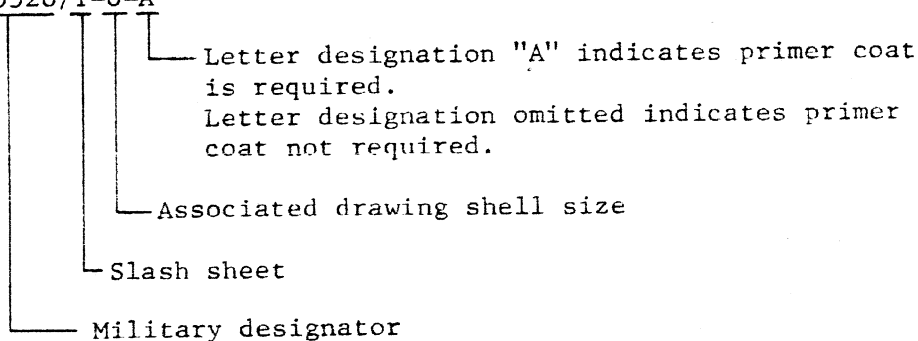 Letter designation "A" indicates primer coat
is required.
Letter designation omitted indicates primer
coat not required.
Associated drawing shell size
Slash sheet
Military designator